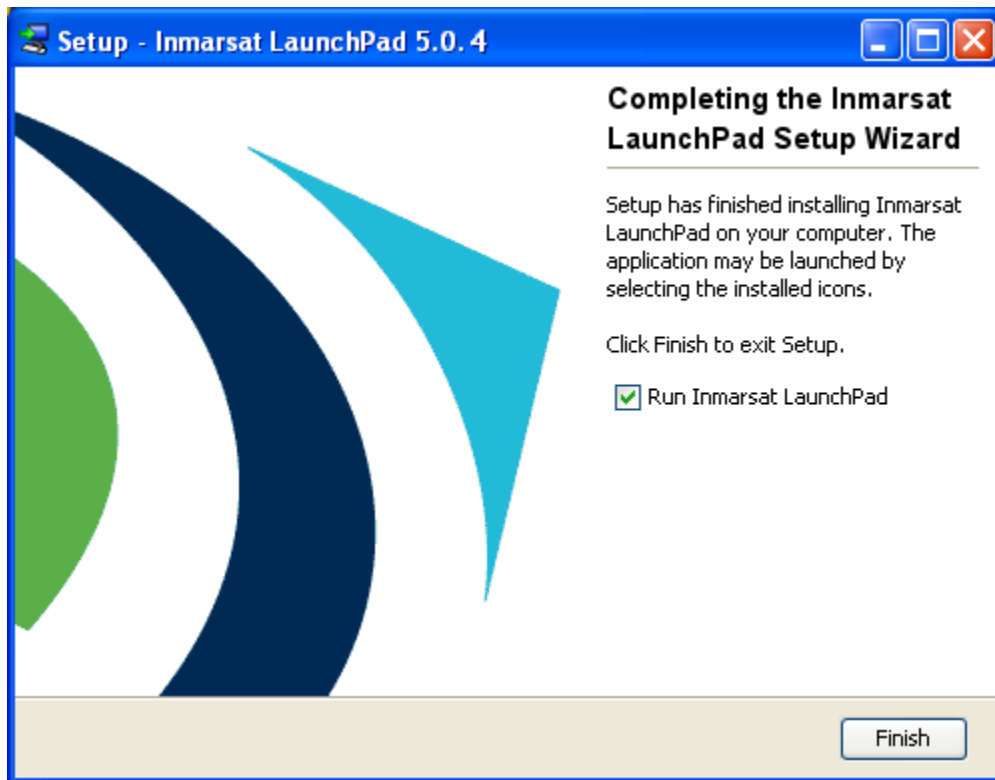 Setup - Inmarsat LaunchPad 5.0.4
Completing the Inmarsat
LaunchPad Setup Wizard
Setup has finished installing Inmarsat
LaunchPad on your computer. The
application may be launched by
selecting the installed icons.
Click Finish to exit Setup.
Run Inmarsat LaunchPad
Finish